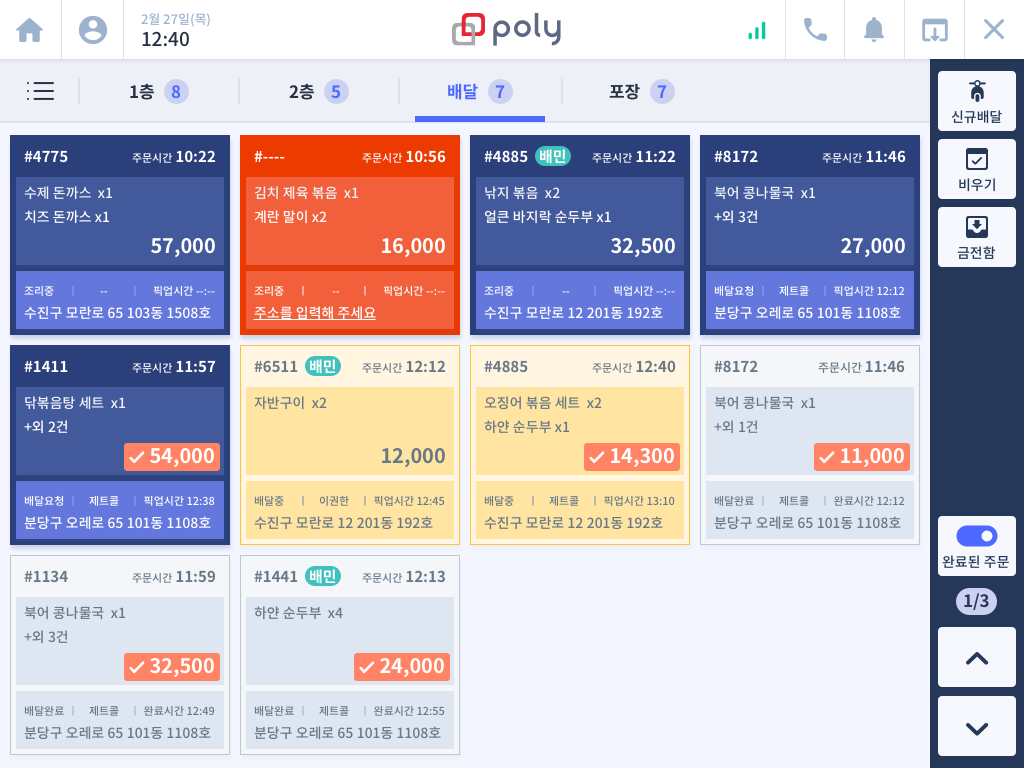 2월 27일(목)
12:40
poly
1층 8
2층 5
배달 7
포장 7
#4775 주문시간 10:22
수제 돈까스 x1
치즈 돈까스 x1
57,000
조리중 | -- | 픽업시간 --:--
수진구 모란로 65 103동 1508호
#---- 주문시간 10:56
김치 제육 볶음 x1
계란 말이 x2
16,000
조리중 | -- | 픽업시간 --:--
주소를 입력해 주세요
#4885 배민 주문시간 11:22
낚지 볶음 x2
얼큰 바지락 순두부 x1
32,500
조리중 | -- | 픽업시간 --:--
수진구 모란로 12 201동 192호
#8172 주문시간 11:46
북어 콩나물국 x1
+외 3건
27,000
배달요청 | 제트콜 | 픽업시간 12:12
분당구 오레로 65 101동 1108호
#1411 주문시간 11:57
닦볶음탕 세트 x1
+외 2건
54,000
배달요청 | 제트콜 | 픽업시간 12:38
분당구 오레로 65 101동 1108호
#6511 배민 주문시간 12:12
자반구이 x2
12,000
배달중 | 이권한 | 픽업시간 12:45
수진구 모란로 12 201동 192호
#4885 주문시간 12:40
오징어 볶음 세트 x2
하얀 순두부 x1
14,300
배달중 | 제트콜 | 픽업시간 13:10
수진구 모란로 12 201동 192호
#8172 주문시간 11:46
북어 콩나물국 x1
+외 1건
11,000
배달완료 | 제트콜 | 완료시간 12:12
분당구 오레로 65 101동 1108호
#1134 주문시간 11:59
북어 콩나물국 x1
+외 3건
32,500
배달완료 | 제트콜 | 완료시간 12:49
분당구 오레로 65 101동 1108호
#1441 배민 주문시간 12:13
하얀 순두부 x4
24,000
배달완료 | 제트콜 | 완료시간 12:55
분당구 오레로 65 101동 1108호
신규배달
비우기
금전함
완료된 주문
1/3